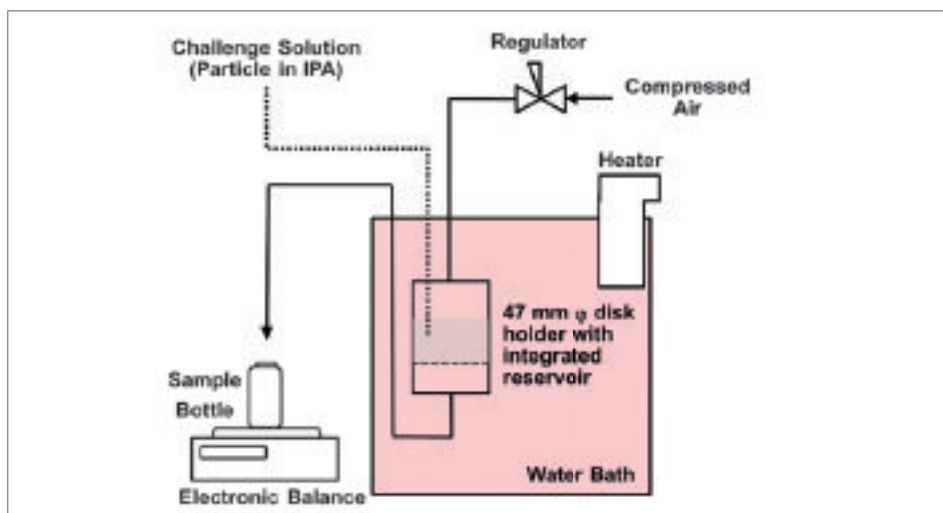 Challenge Solution
(Particle in IPA)
Regulator
Compressed
Air
Heater
47 mm φ disk
holder with
integrated
reservoir
Sample
Bottle
Water Bath
Electronic Balance